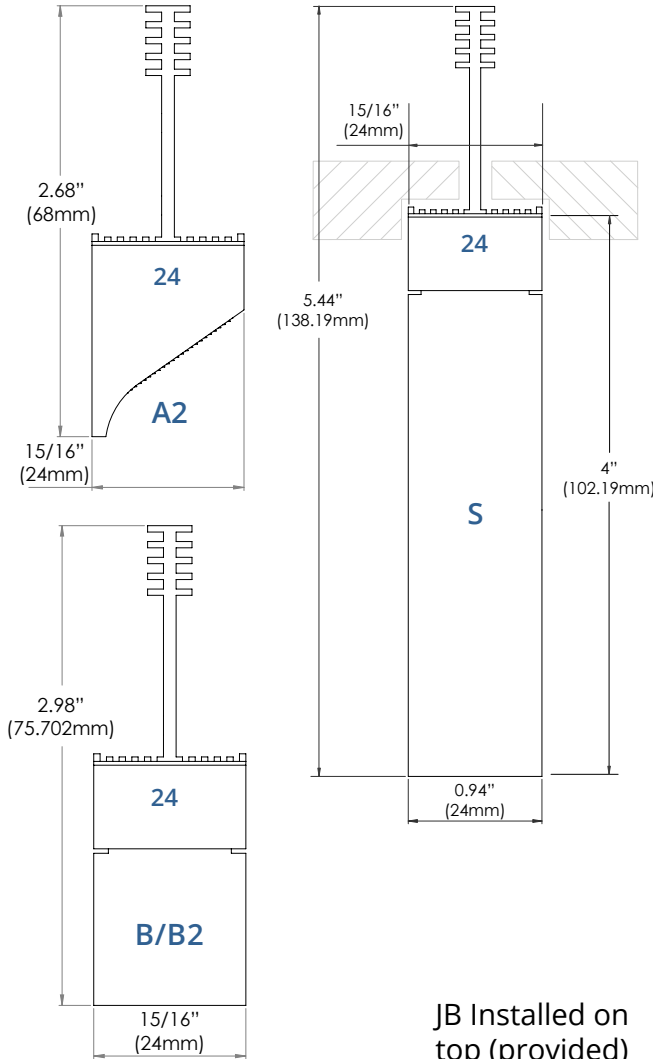 2.68”
(68mm)
24
A2
15/16”
(24mm)
15/16”
(24mm)
24
5.44”
(138.19mm)
4”
(102.19mm)
S
0.94”
(24mm)
2.98”
(75.702mm)
24
B/B2
15/16”
(24mm)
JB Installed on
top (provided)